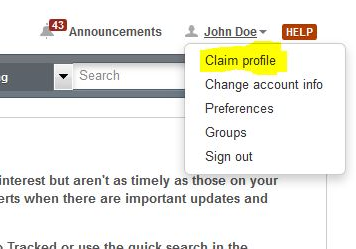 43 Announcements John Doe HELP
ng Search
Claim profile
Change account info
Preferences
Groups
Sign out
interest but aren't as timely as those on your
erts when there are important updates and
Tracked or use the quick search in the